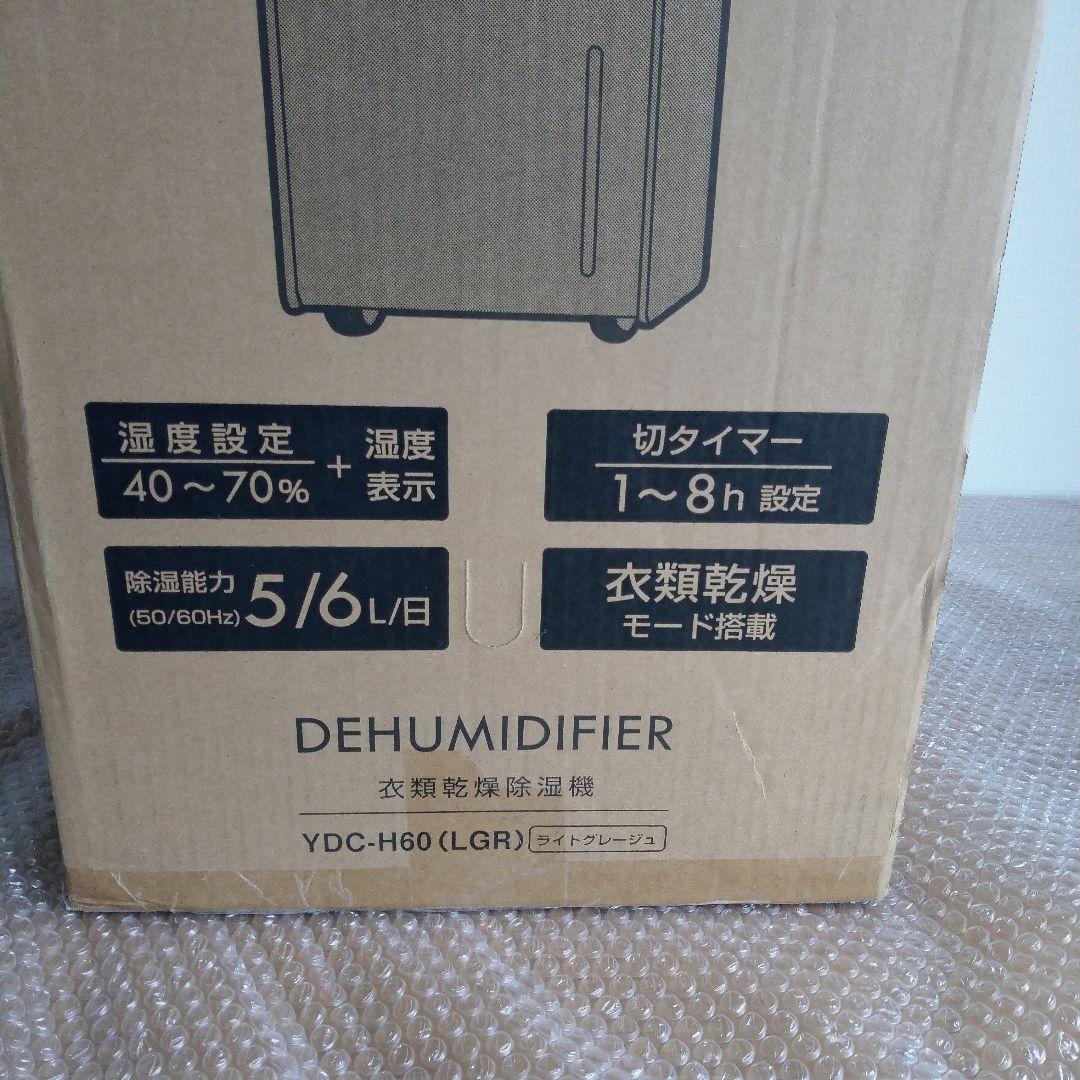 湿度設定
40～70%
+
湿度
表示
切タイマー
1～8h 設定
除湿能力
(50/60Hz)
5/6L/日
衣類乾燥
モード搭載
DEHUMIDIFIER
衣類乾燥除湿機
YDC-H60(LGR) ライトグレージュ